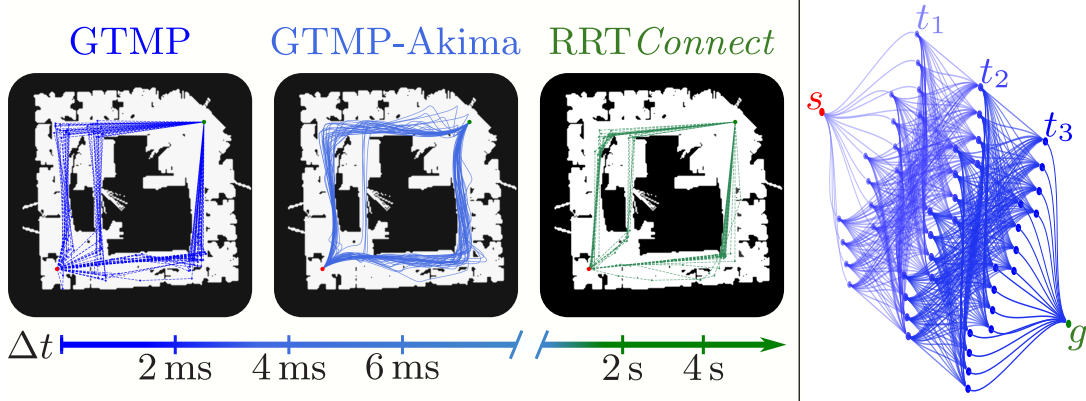 GTMP GTMP-Akima RRTConnect
Δt 2 ms 4 ms 6 ms 2 s 4 s
t₁
t₂
s
t₃
g